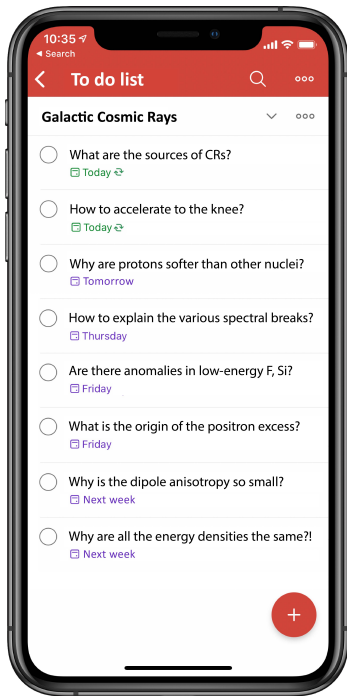 10:35
Search
To do list
Galactic Cosmic Rays
What are the sources of CRs?
Today
How to accelerate to the knee?
Today
Why are protons softer than other nuclei?
Tomorrow
How to explain the various spectral breaks?
Thursday
Are there anomalies in low-energy F, Si?
Friday
What is the origin of the positron excess?
Friday
Why is the dipole anisotropy so small?
Next week
Why are all the energy densities the same?!
Next week